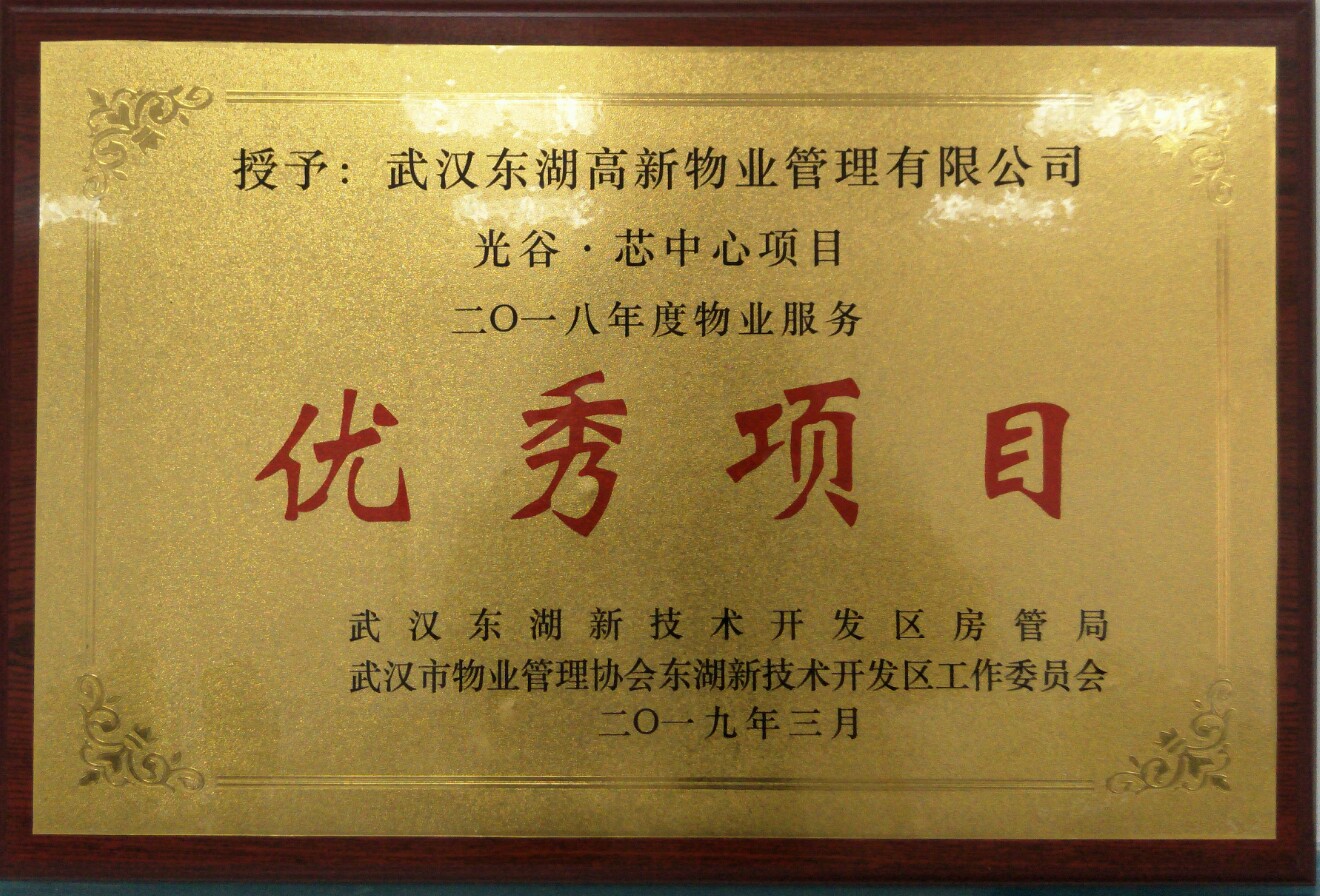 授予：武汉东湖高新物业管理有限公司
光谷·芯中心项目
二〇一八年度物业服务
优秀项目
武汉东湖新技术开发区房管局
武汉市物业管理协会东湖新技术开发区工作委员会
二〇一九年三月